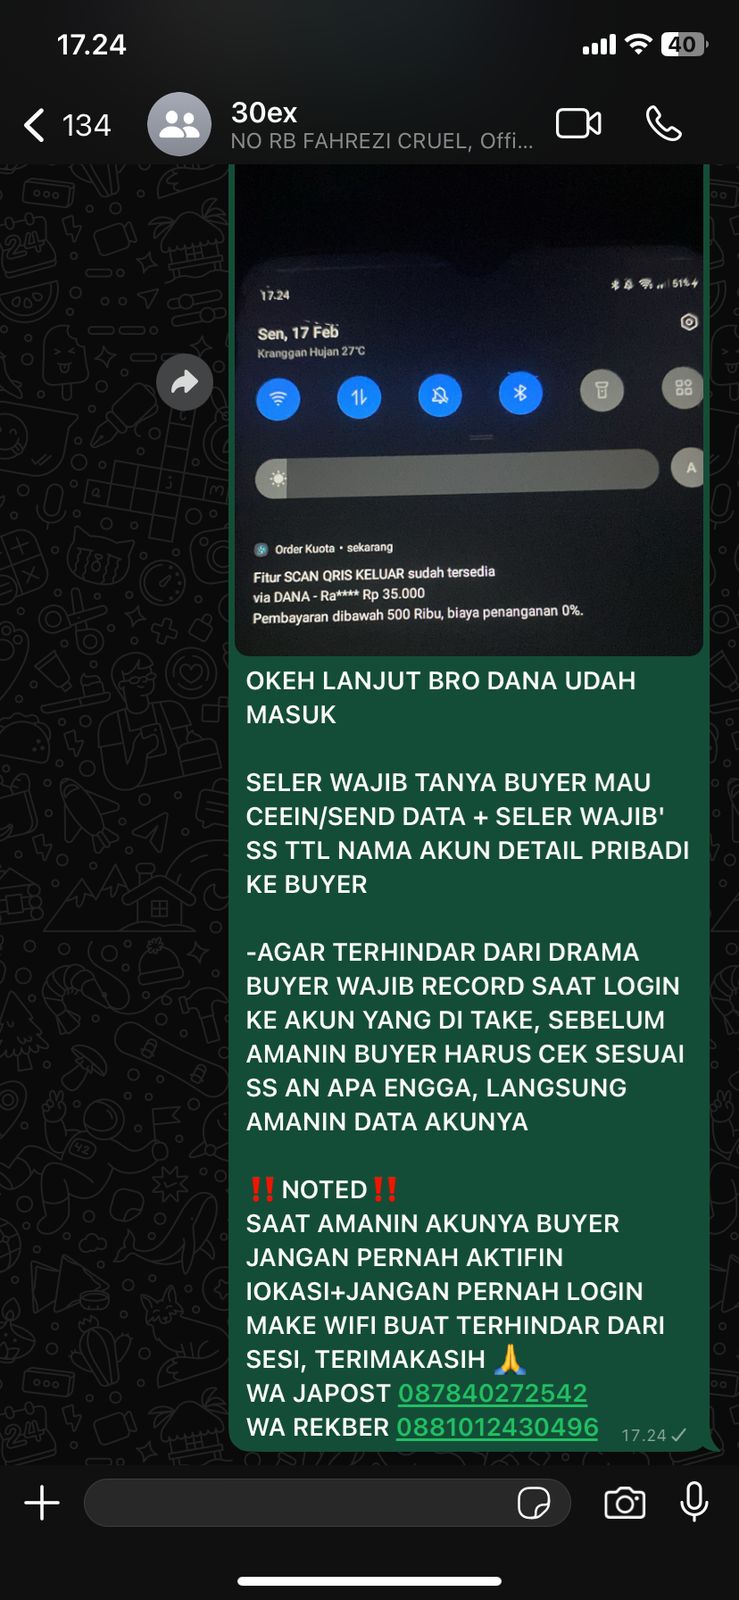 17.24
40
134
30ex
NO RB FAHREZI CRUEL, Offi...
17.24
51%
Sen, 17 Feb
Kranggan Hujan 27°C
A
Order Kuota • sekarang
Fitur SCAN QRIS KELUAR sudah tersedia
via DANA - Ra**** Rp 35.000
Pembayaran dibawah 500 Ribu, biaya penanganan 0%.
OKEH LANJUT BRO DANA UDAH
MASUK
SELER WAJIB TANYA BUYER MAU
CEEIN/SEND DATA + SELER WAJIB'
SS TTL NAMA AKUN DETAIL PRIBADI
KE BUYER
-AGAR TERHINDAR DARI DRAMA
BUYER WAJIB RECORD SAAT LOGIN
KE AKUN YANG DI TAKE, SEBELUM
AMANIN BUYER HARUS CEK SESUAI
SS AN APA ENGGA, LANGSUNG
AMANIN DATA AKUNYA
‼️NOTED‼️
SAAT AMANIN AKUNYA BUYER
JANGAN PERNAH AKTIFIN
lOKASI+JANGAN PERNAH LOGIN
MAKE WIFI BUAT TERHINDAR DARI
SESI, TERIMAKASIH 🙏
WA JAPOST 087840272542
WA REKBER 0881012430496
17.24